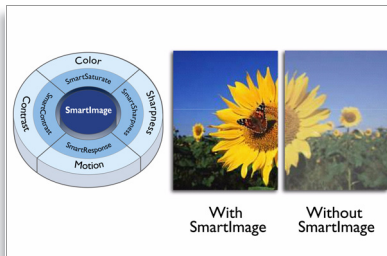 Color
SmartSaturate
Contrast
SmartContrast
SmartImage
SmartSharpness
Sharpness
SmartResponse
Motion
With
SmartImage
Without
SmartImage